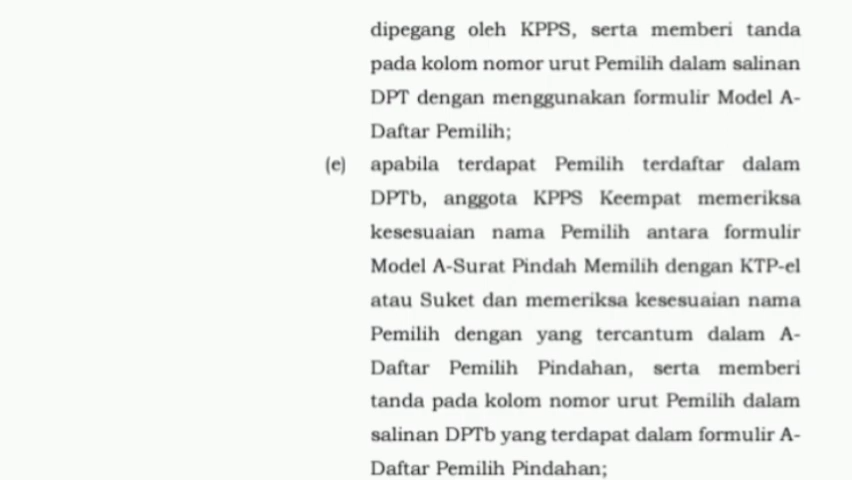 dipegang oleh KPPS, serta memberi tanda
pada kolom nomor urut Pemilih dalam salinan
DPT dengan menggunakan formulir Model A-
Daftar Pemilih;
(e) apabila terdapat Pemilih terdaftar dalam
DPTb, anggota KPPS Keempat memeriksa
kesesuaian nama Pemilih antara formulir
Model A-Surat Pindah Memilih dengan KTP-el
atau Suket dan memeriksa kesesuaian nama
Pemilih dengan yang tercantum dalam A-
Daftar Pemilih Pindahan, serta memberi
tanda pada kolom nomor urut Pemilih dalam
salinan DPTb yang terdapat dalam formulir A-
Daftar Pemilih Pindahan;